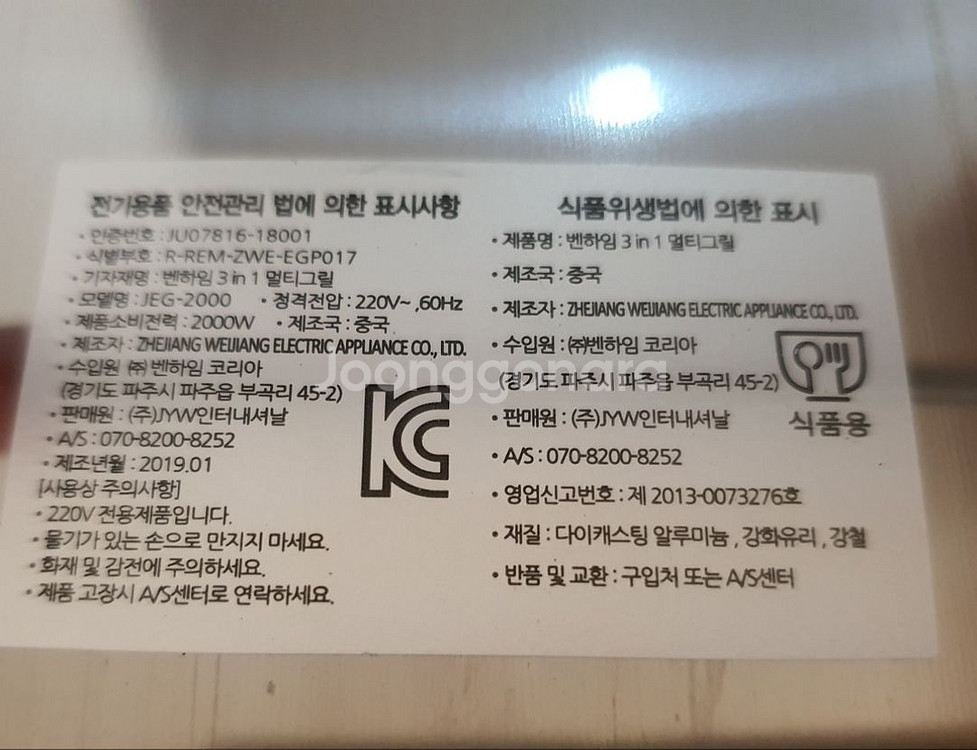 전기용품 안전관리 법에 의한 표시사항
• 인증번호 : JU07816-18001
• 식별부호 : R-REM-ZWE-EGP017
• 기자재명 : 벤하임 3 in 1 멀티그릴
• 모델명 : JEG-2000 • 정격전압 : 220V~ ,60Hz
• 제품소비전력 : 2000W • 제조국 : 중국
• 제조자 : ZHEJIANG WEIJIANG ELECTRIC APPLIANCE CO., LTD.
• 수입원 ㈜ 벤하임 코리아
(경기도 파주시 파주읍 부곡리 45-2)
• 판매원 : (주)JYW인터내셔날
• A/S : 070-8200-8252
• 제조년월 : 2019.01
[사용상 주의사항]
• 220V 전용제품입니다.
• 물기가 있는 손으로 만지지 마세요.
• 화재 및 감전에 주의하세요.
• 제품 고장시 A/S센터로 연락하세요.
KC
식품위생법에 의한 표시
• 제품명 : 벤하임 3 in 1 멀티그릴
• 제조국 : 중국
• 제조자 : ZHEJIANG WEIJIANG ELECTRIC APPLIANCE CO., LTD.
• 수입원 : ㈜벤하임 코리아
(경기도 파주시 파주읍 부곡리 45-2)
• 판매원 : (주)JYW인터내셔날
• A/S : 070-8200-8252
• 영업신고번호 : 제 2013-0073276호
• 재질 : 다이캐스팅 알루미늄 , 강화유리 , 강철
• 반품 및 교환 : 구입처 또는 A/S센터
식품용
Joonggonara